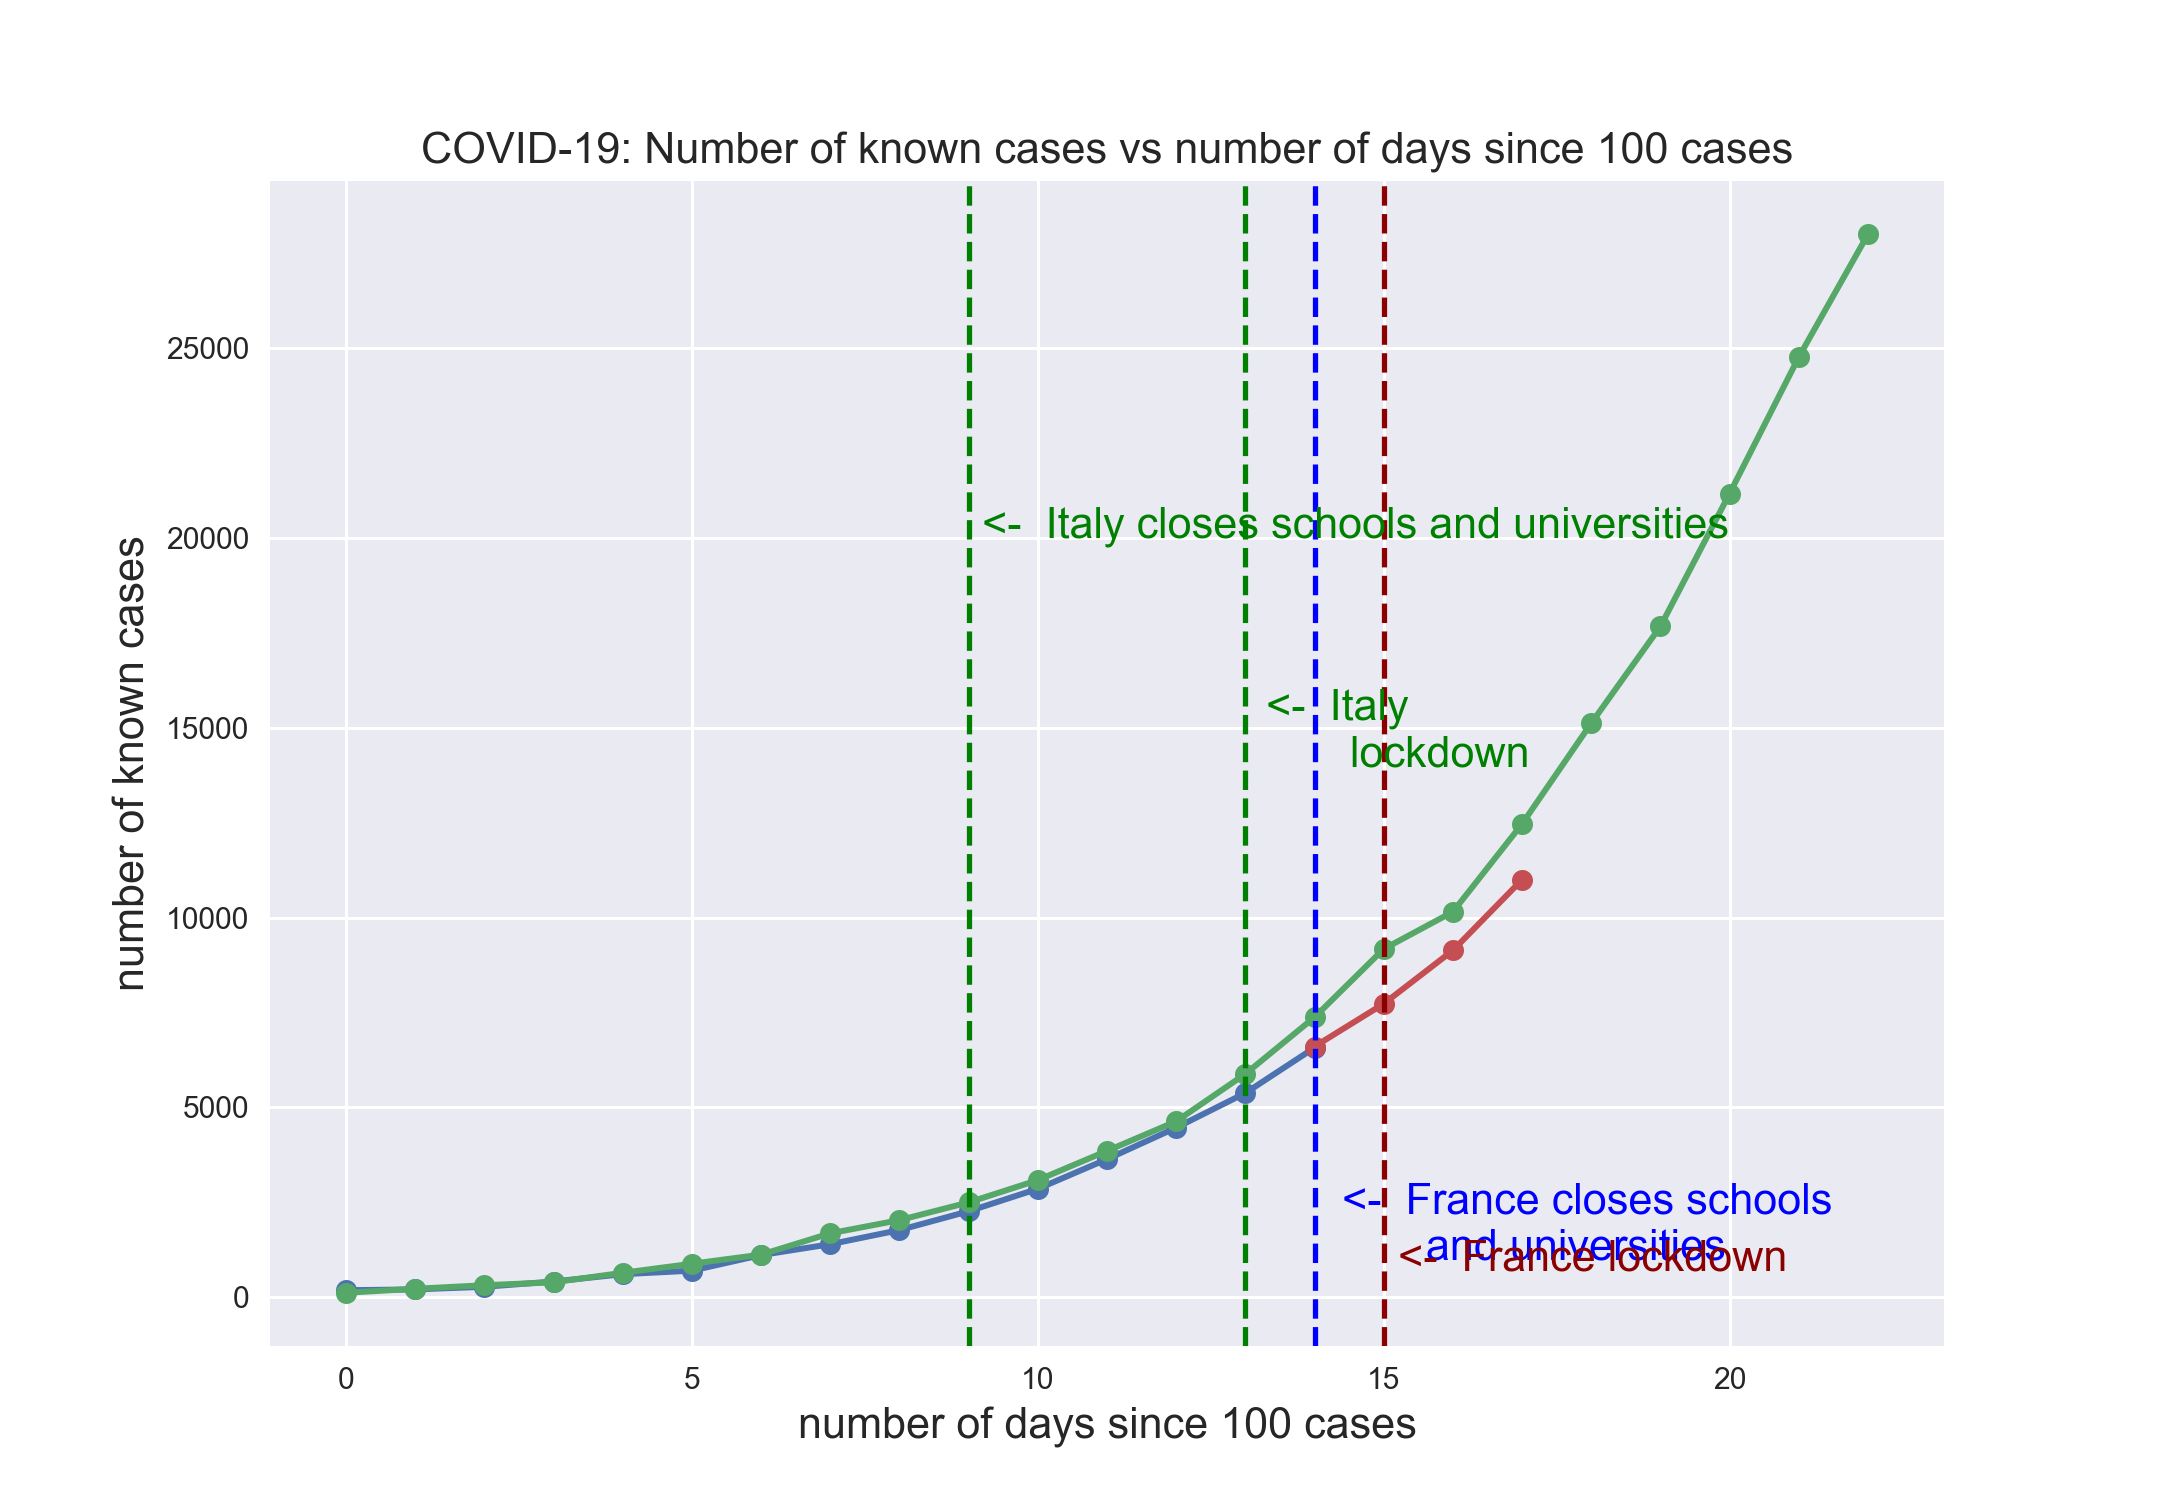 COVID-19: Number of known cases vs number of days since 100 cases
number of known cases
25000
20000
15000
10000
5000
0
<- Italy closes schools and universities
<- Italy
lockdown
<- France closes schools
and universities
<- France lockdown
0 5 10 15 20
number of days since 100 cases